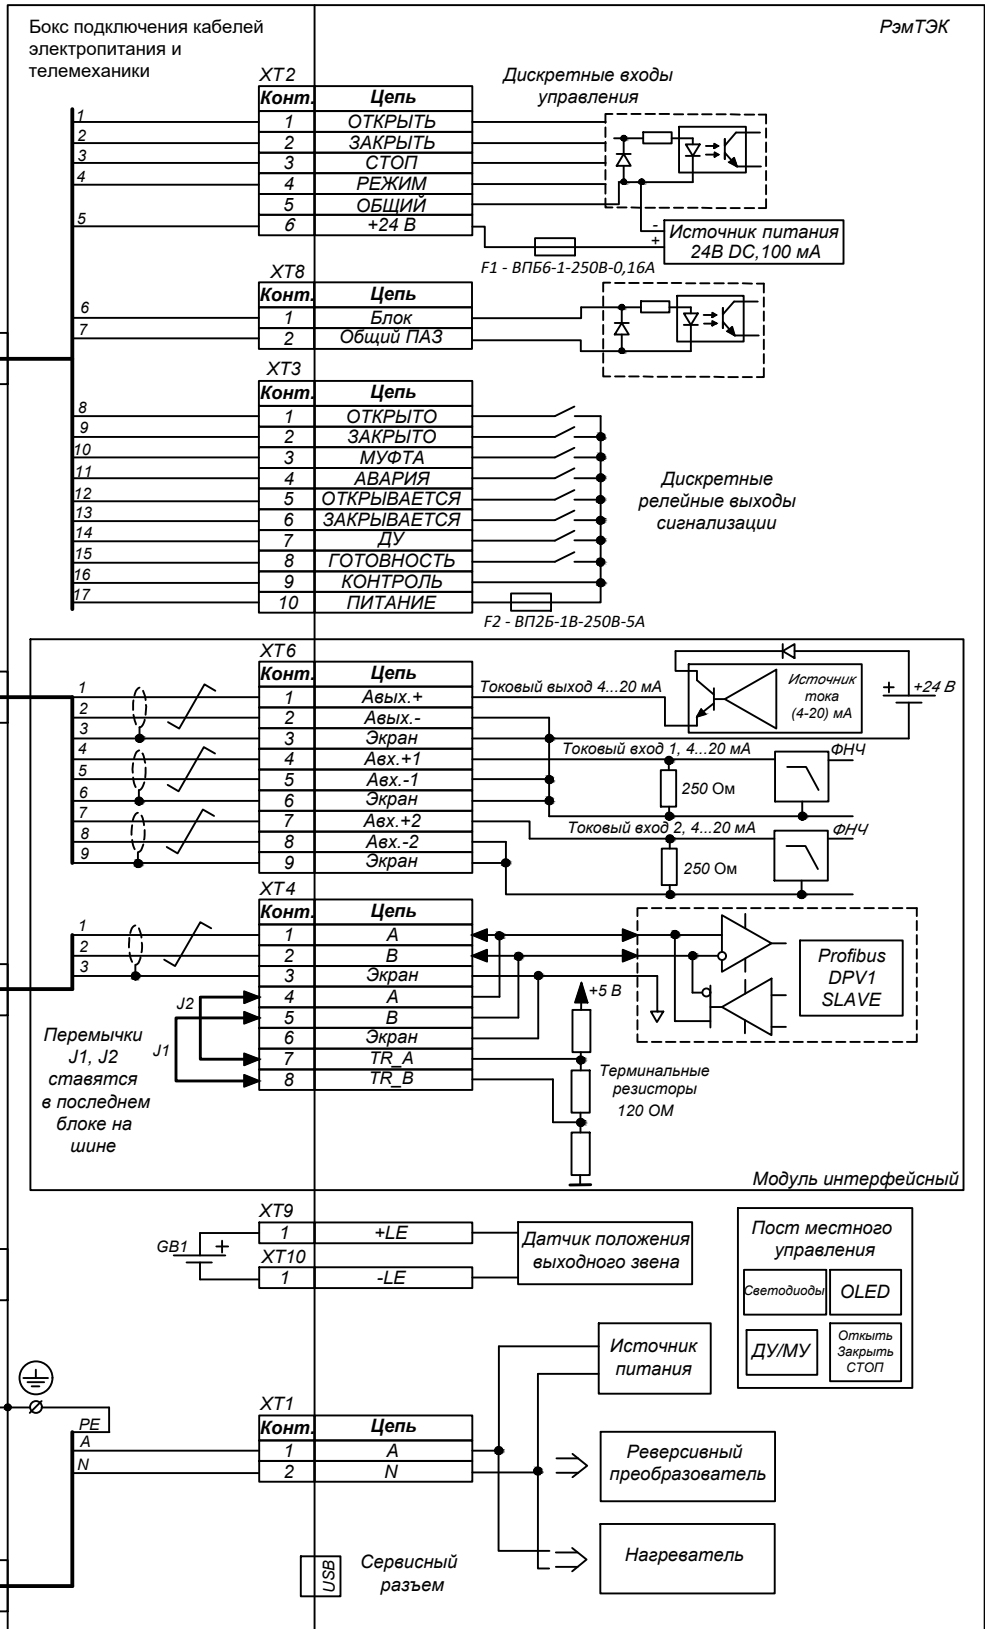 Бокс подключения кабелей
электропитания и
телемеханики
РэмТЭК
XT2
Конт. Цепь
1 1 ОТКРЫТЬ
2 2 ЗАКРЫТЬ
3 3 СТОП
4 4 РЕЖИМ
5 ОБЩИЙ
5 6 +24 В
Дискретные входы
управления
- Источник питания
+ 24В DC,100 мА
F1 - ВПБ6-1-250В-0,16А
XT8
Конт. Цепь
6 1 Блок
7 2 Общий ПАЗ
XT3
Конт. Цепь
8 1 ОТКРЫТО
9 2 ЗАКРЫТО
10 3 МУФТА
11 4 АВАРИЯ
12 5 ОТКРЫВАЕТСЯ
13 6 ЗАКРЫВАЕТСЯ
14 7 ДУ
15 8 ГОТОВНОСТЬ
16 9 КОНТРОЛЬ
17 10 ПИТАНИЕ
Дискретные
релейные выходы
сигнализации
F2 - ВП2Б-1В-250В-5А
XT6
Конт. Цепь
1 1 Авых.+
2 2 Авых.-
3 3 Экран
4 4 Авх.+1
5 5 Авх.-1
6 6 Экран
7 7 Авх.+2
8 8 Авх.-2
9 9 Экран
Токовый выход 4...20 мА
Источник
тока
(4-20) мА
+ +24 В
Токовый вход 1, 4...20 мА
ФНЧ
250 Ом
Токовый вход 2, 4...20 мА
ФНЧ
250 Ом
XT4
Конт. Цепь
1 1 A
2 2 B
3 3 Экран
4 A
5 B
6 Экран
7 TR_A
8 TR_B
J2
J1
Перемычки
J1, J2
ставятся
в последнем
блоке на
шине
+5 В
Profibus
DPV1
SLAVE
Терминальные
резисторы
120 ОМ
Модуль интерфейсный
XT9
1 +LE
GB1 +
XT10
1 -LE
Датчик положения
выходного звена
Пост местного
управления
Светодиоды
OLED
ДУ/МУ
Откыть
Закрыть
СТОП
Источник
питания
PE
XT1
Конт. Цепь
A 1 A
N 2 N
Реверсивный
преобразователь
Нагреватель
USB
Сервисный
разъем